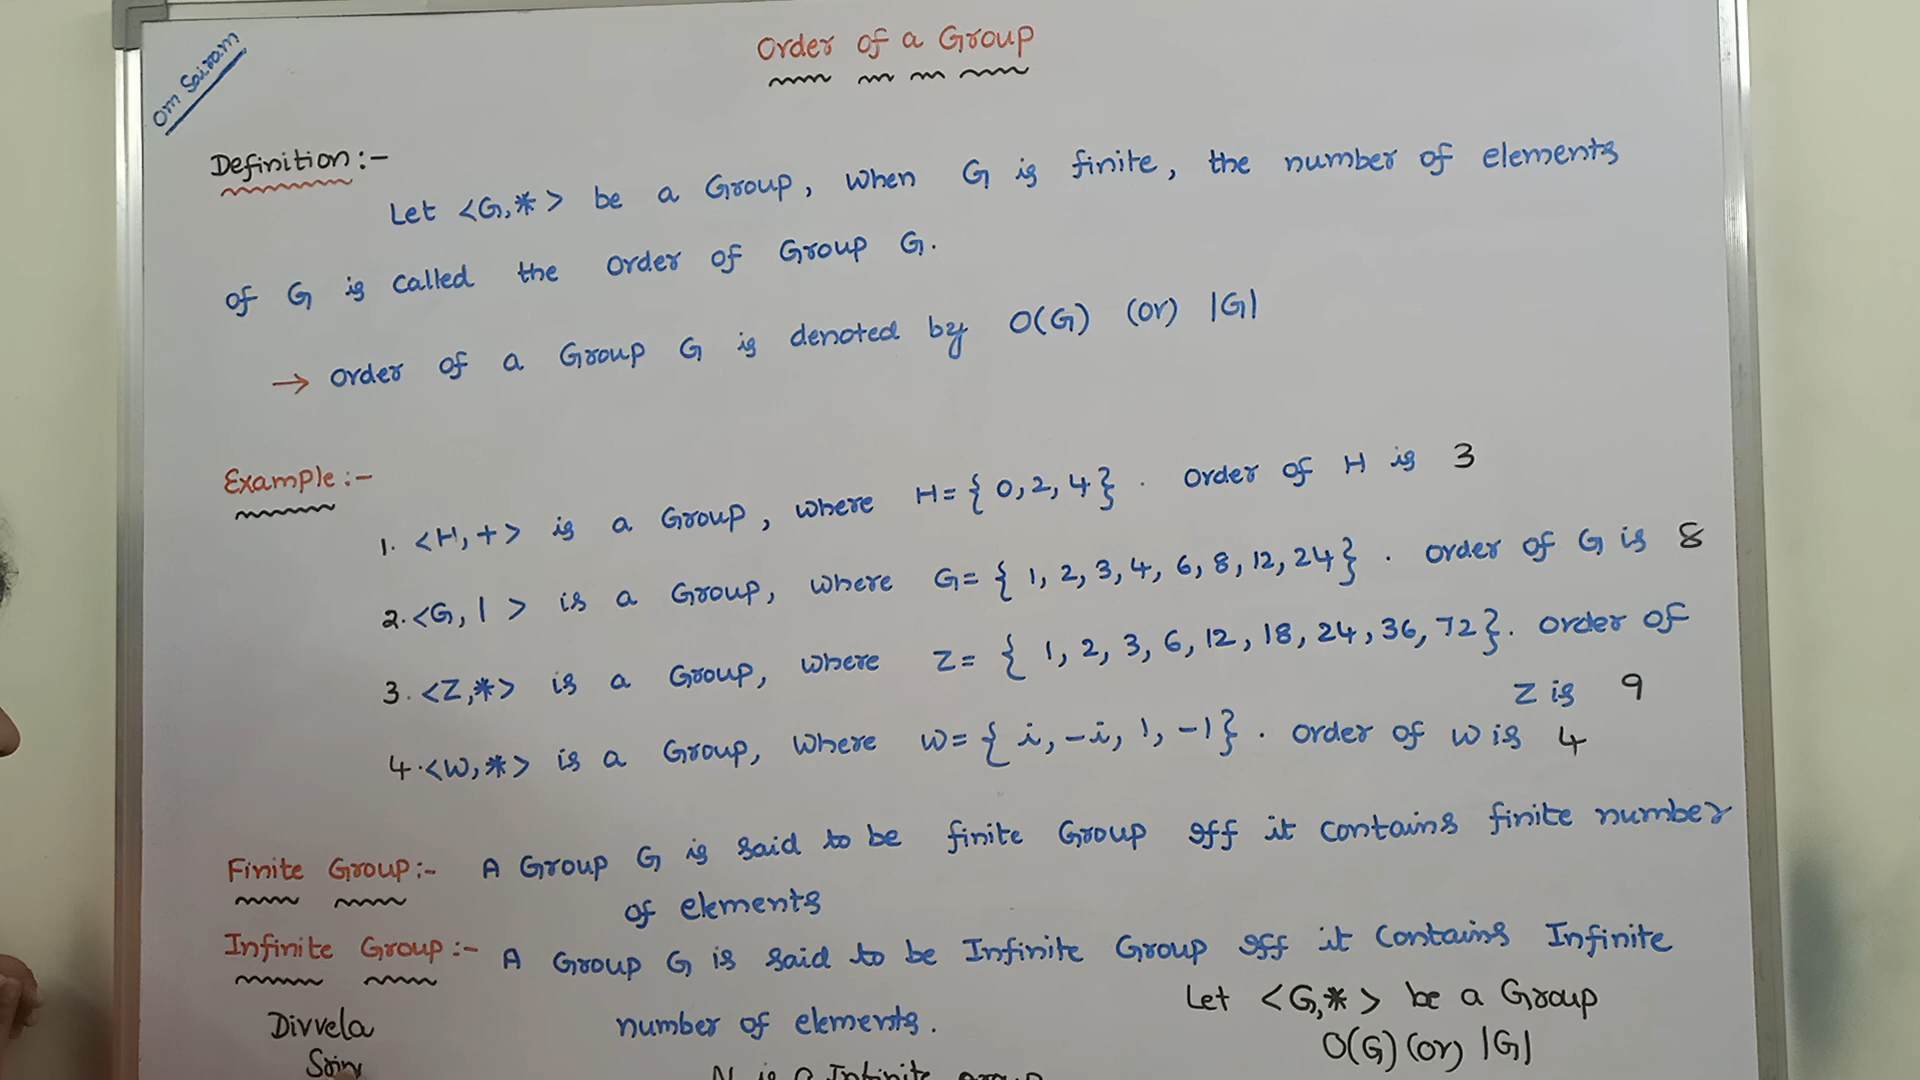 Om Sairam
Order of a Group
Definition:-
Let <G,*> be a Group, when G is finite, the number of elements
of G is called the order of Group G.
→ Order of a Group G is denoted by O(G) (or) |G|
Example:-
1. <H,+> is a Group, where H={0,2,4}. Order of H is 3
2. <G, | > is a Group, where G={1, 2, 3, 4, 6, 8, 12, 24}. Order of G is 8
3. <Z,*> is a Group, where Z= {1, 2, 3, 6, 12, 18, 24, 36, 72}. Order of
Z is 9
4. <W,*> is a Group, where W={i, -i, 1, -1}. Order of W is 4
Finite Group:- A Group G is said to be finite Group iff it contains finite number
of elements
Infinite Group:- A Group G is said to be Infinite Group iff it contains Infinite
number of elements.
Let <G,*> be a Group
O(G) (or) |G|
Divvela
N is a Infinite group